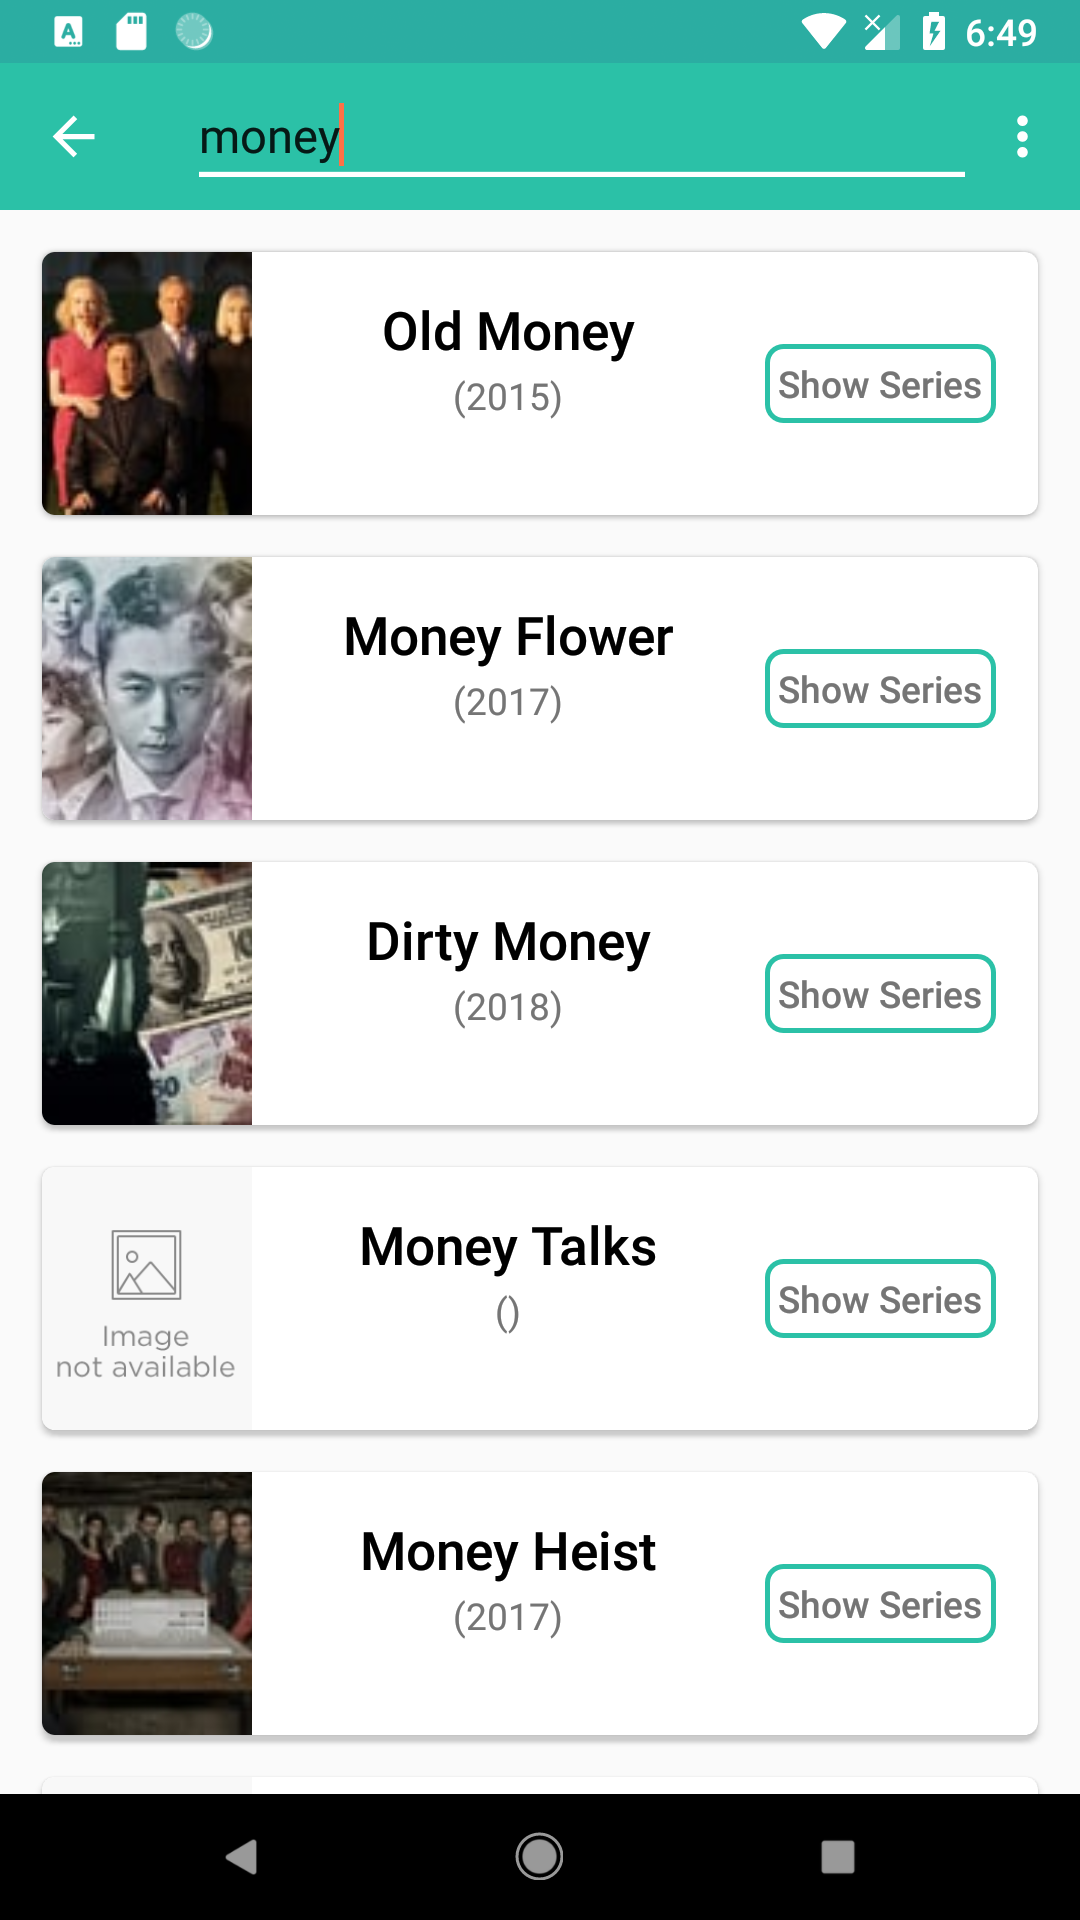 6:49
money
Old Money
(2015)
Show Series
Money Flower
(2017)
Show Series
Dirty Money
(2018)
Show Series
Image
not available
Money Talks
()
Show Series
Money Heist
(2017)
Show Series